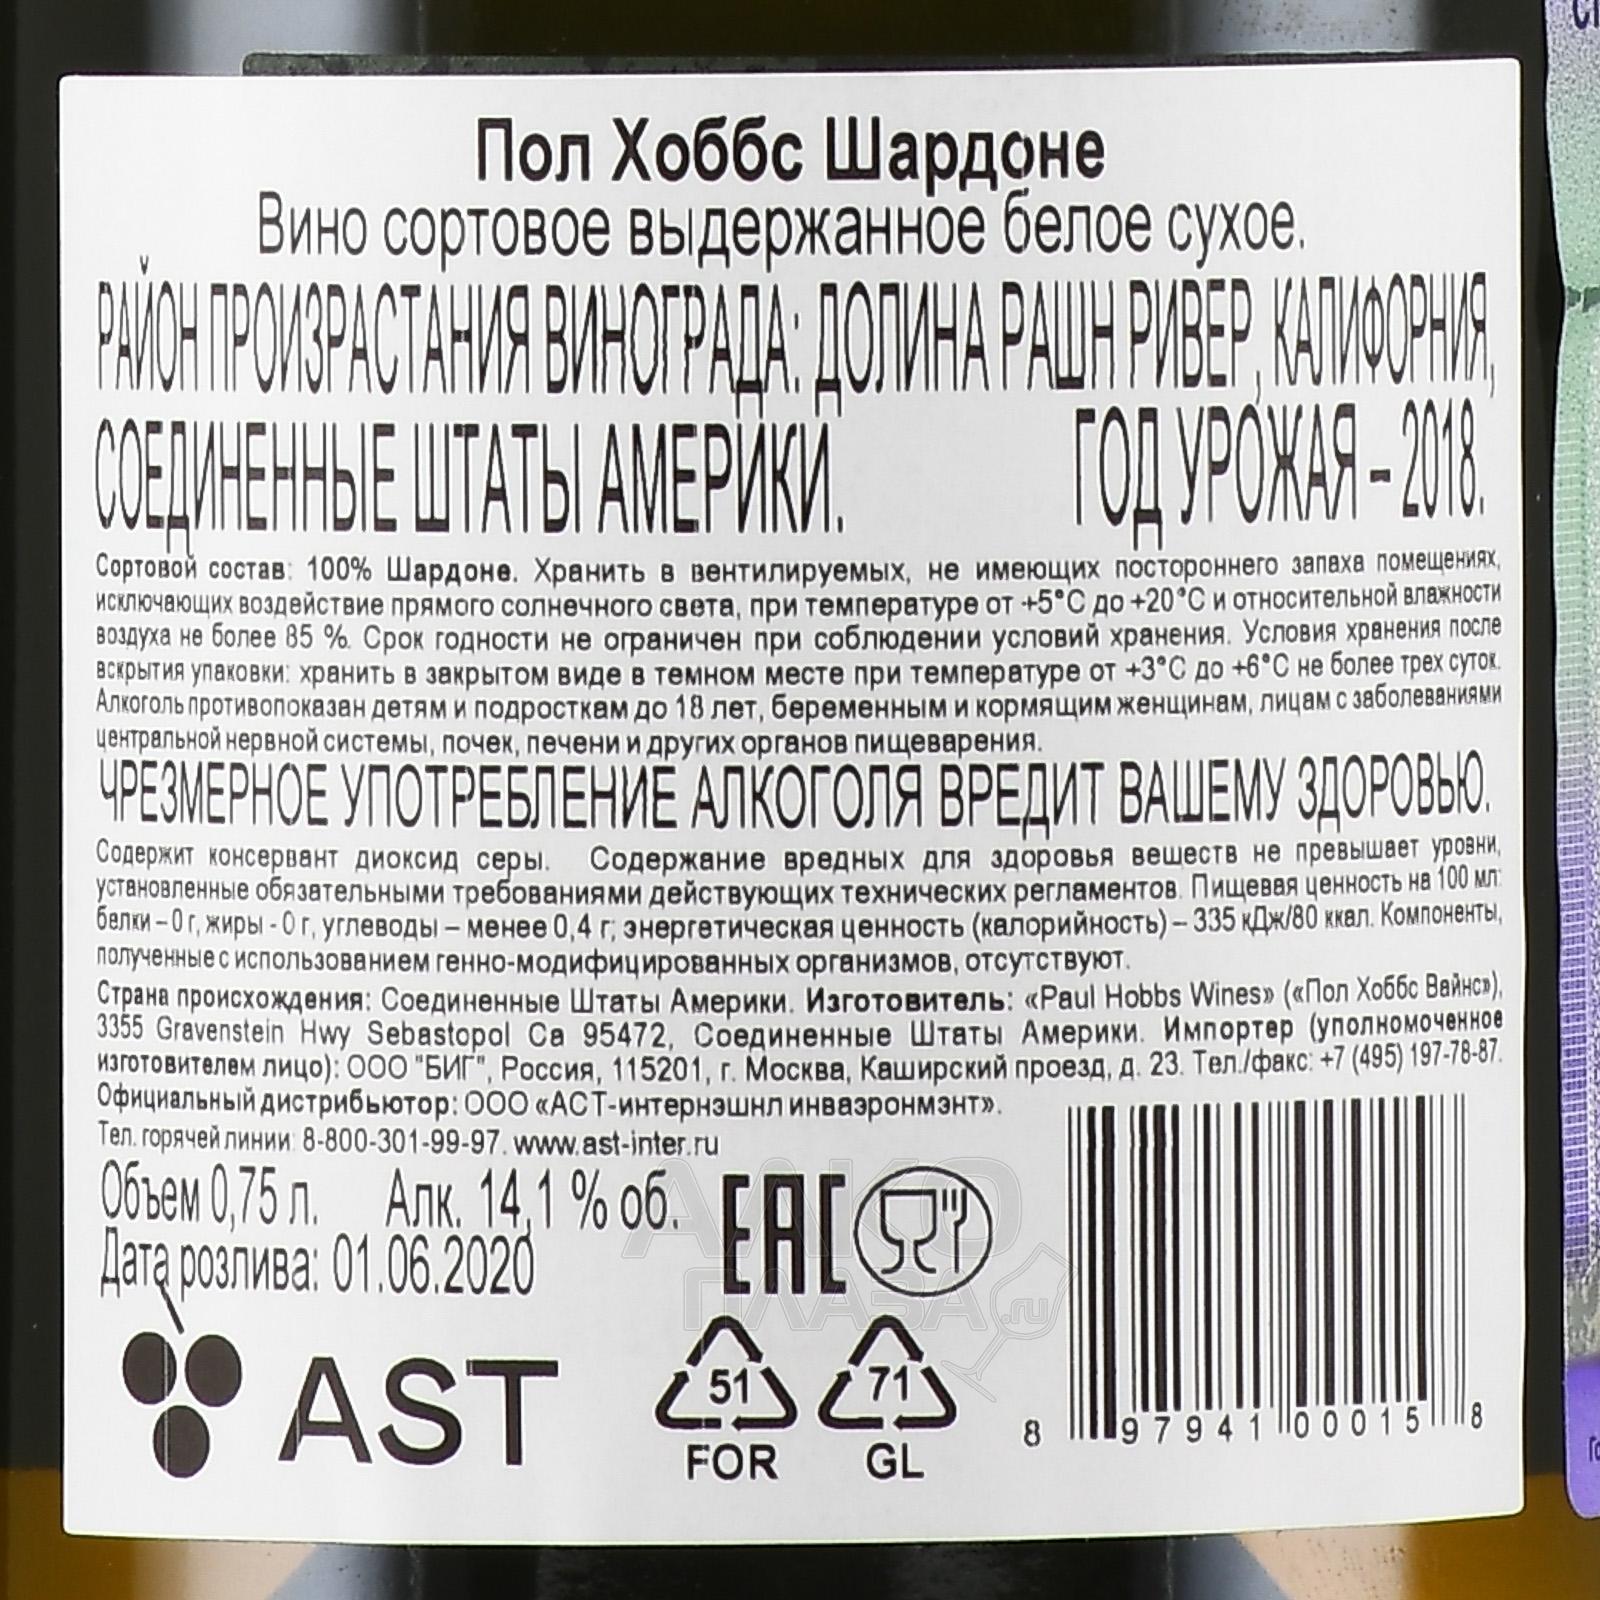 Пол Хоббс Шардоне
Вино сортовое выдержанное белое сухое.
РАЙОН ПРОИЗРАСТАНИЯ ВИНОГРАДА: ДОЛИНА РАШН РИВЕР, КАЛИФОРНИЯ,
СОЕДИНЕННЫЕ ШТАТЫ АМЕРИКИ. ГОД УРОЖАЯ – 2018.
Сортовой состав: 100% Шардоне. Хранить в вентилируемых, не имеющих постороннего запаха помещениях,
исключающих воздействие прямого солнечного света, при температуре от +5°С до +20°С и относительной влажности
воздуха не более 85 %. Срок годности не ограничен при соблюдении условий хранения. Условия хранения после
вскрытия упаковки: хранить в закрытом виде в темном месте при температуре от +3°С до +6°С не более трех суток.
Алкоголь противопоказан детям и подросткам до 18 лет, беременным и кормящим женщинам, лицам с заболеваниями
центральной нервной системы, почек, печени и других органов пищеварения.
ЧРЕЗМЕРНОЕ УПОТРЕБЛЕНИЕ АЛКОГОЛЯ ВРЕДИТ ВАШЕМУ ЗДОРОВЬЮ.
Содержит консервант диоксид серы. Содержание вредных для здоровья веществ не превышает уровни,
установленные обязательными требованиями действующих технических регламентов. Пищевая ценность на 100 мл:
белки – 0 г, жиры - 0 г, углеводы – менее 0,4 г; энергетическая ценность (калорийность) – 335 кДж/80 ккал. Компоненты,
полученные с использованием генно-модифицированных организмов, отсутствуют.
Страна происхождения: Соединенные Штаты Америки. Изготовитель: «Paul Hobbs Wines» («Пол Хоббс Вайнс»),
3355 Gravenstein Hwy Sebastopol Ca 95472, Соединенные Штаты Америки. Импортер (уполномоченное
изготовителем лицо): ООО "БИГ", Россия, 115201, г. Москва, Каширский проезд, д. 23. Тел./факс: +7 (495) 197-78-87.
Официальный дистрибьютор: ООО «АСТ-интернэшнл инваэронмэнт».
Тел. горячей линии: 8-800-301-99-97. www.ast-inter.ru
Объем 0,75 л. Алк. 14,1 % об.
Дата розлива: 01.06.2020
EAC
АЛКО
ГЛАЗА.ru
AST
51
FOR
71
GL
8 97941 00015 8